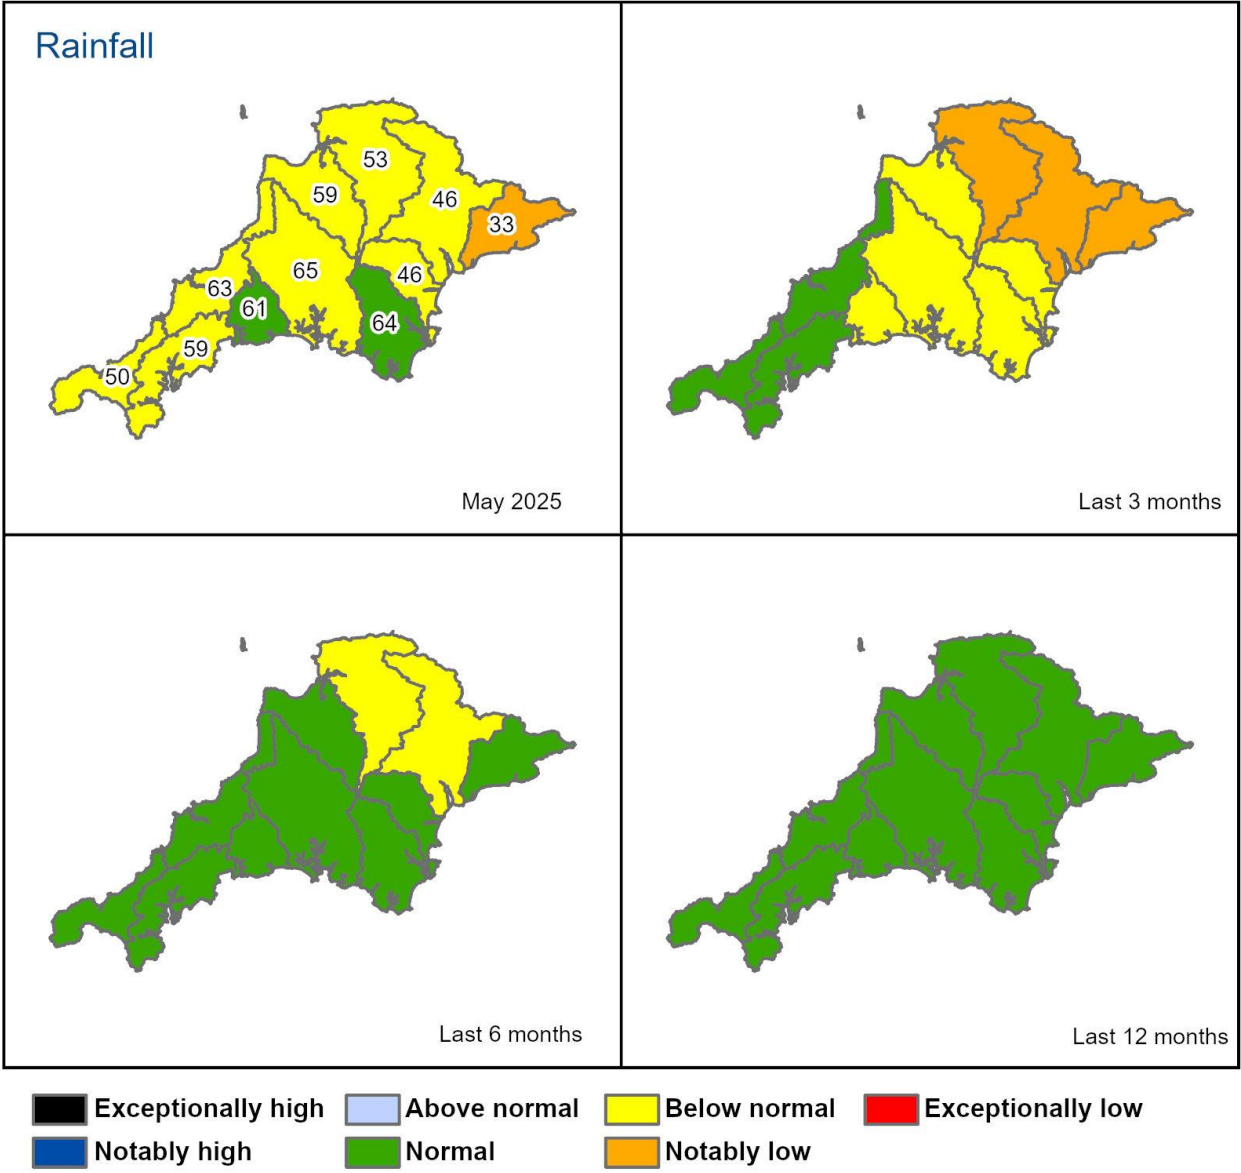 Rainfall
53
59
46
33
65
46
63
61
64
59
50
May 2025
Last 3 months
Last 6 months
Last 12 months
Exceptionally high
Above normal
Below normal
Exceptionally low
Notably high
Normal
Notably low